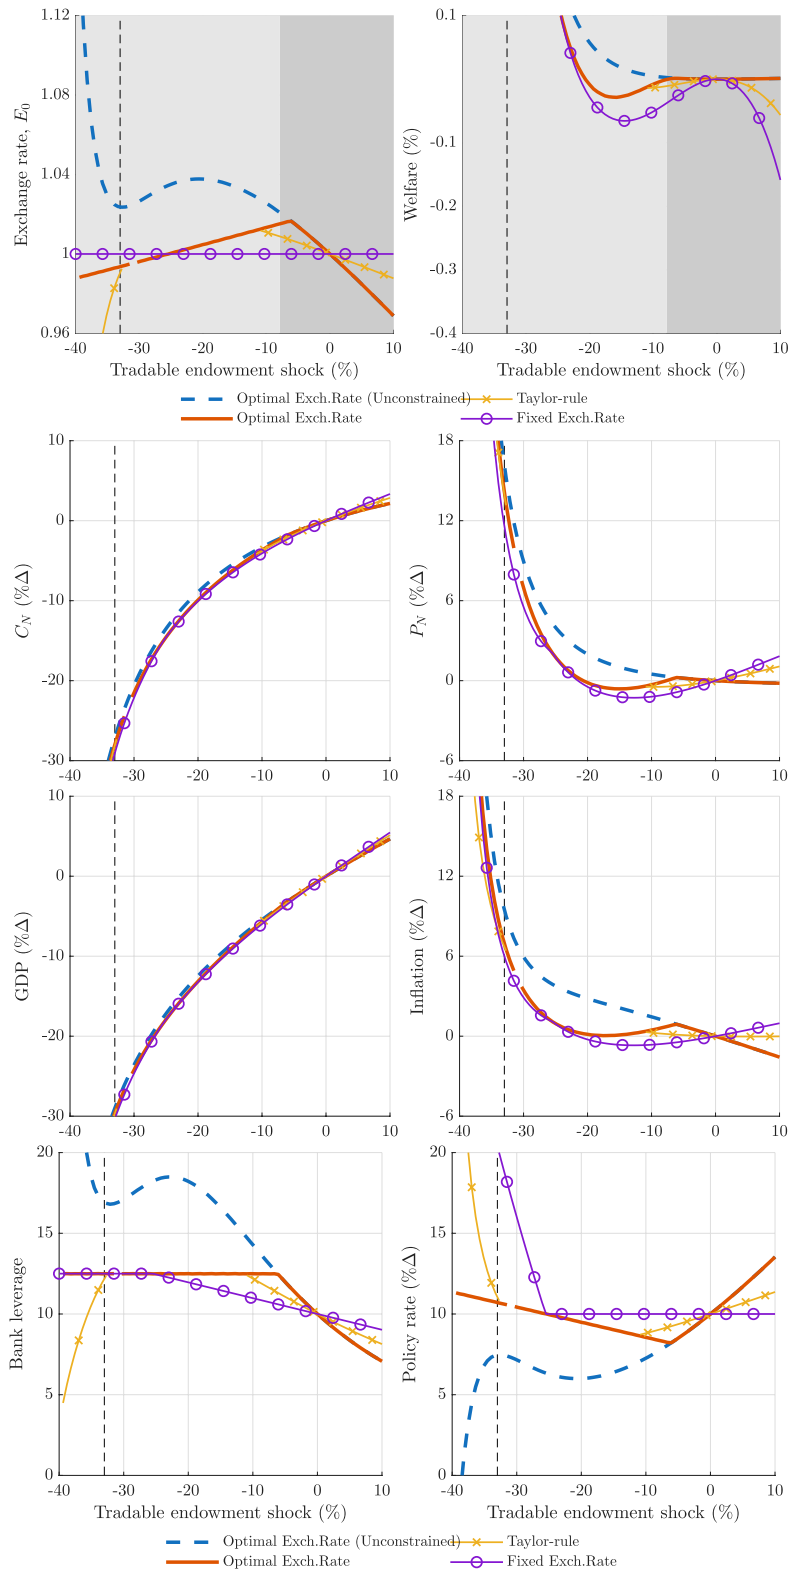 1.12
1.08
1.04
1
0.96
Exchange rate, E0
-40 -30 -20 -10 0 10
Tradable endowment shock (%)
0.1
-0.1
-0.2
-0.3
-0.4
Welfare (%)
-40 -30 -20 -10 0 10
Tradable endowment shock (%)
Optimal Exch.Rate (Unconstrained)
Taylor-rule
Optimal Exch.Rate
Fixed Exch.Rate
10
0
-10
-20
-30
CN (%Δ)
-40 -30 -20 -10 0 10
18
12
6
0
-6
PN (%Δ)
-40 -30 -20 -10 0 10
10
0
-10
-20
-30
GDP (%Δ)
-40 -30 -20 -10 0 10
18
12
6
0
-6
Inflation (%Δ)
-40 -30 -20 -10 0 10
20
15
10
5
0
Bank leverage
-40 -30 -20 -10 0 10
Tradable endowment shock (%)
20
15
10
5
0
Policy rate (%Δ)
-40 -30 -20 -10 0 10
Tradable endowment shock (%)
Optimal Exch.Rate (Unconstrained)
Taylor-rule
Optimal Exch.Rate
Fixed Exch.Rate